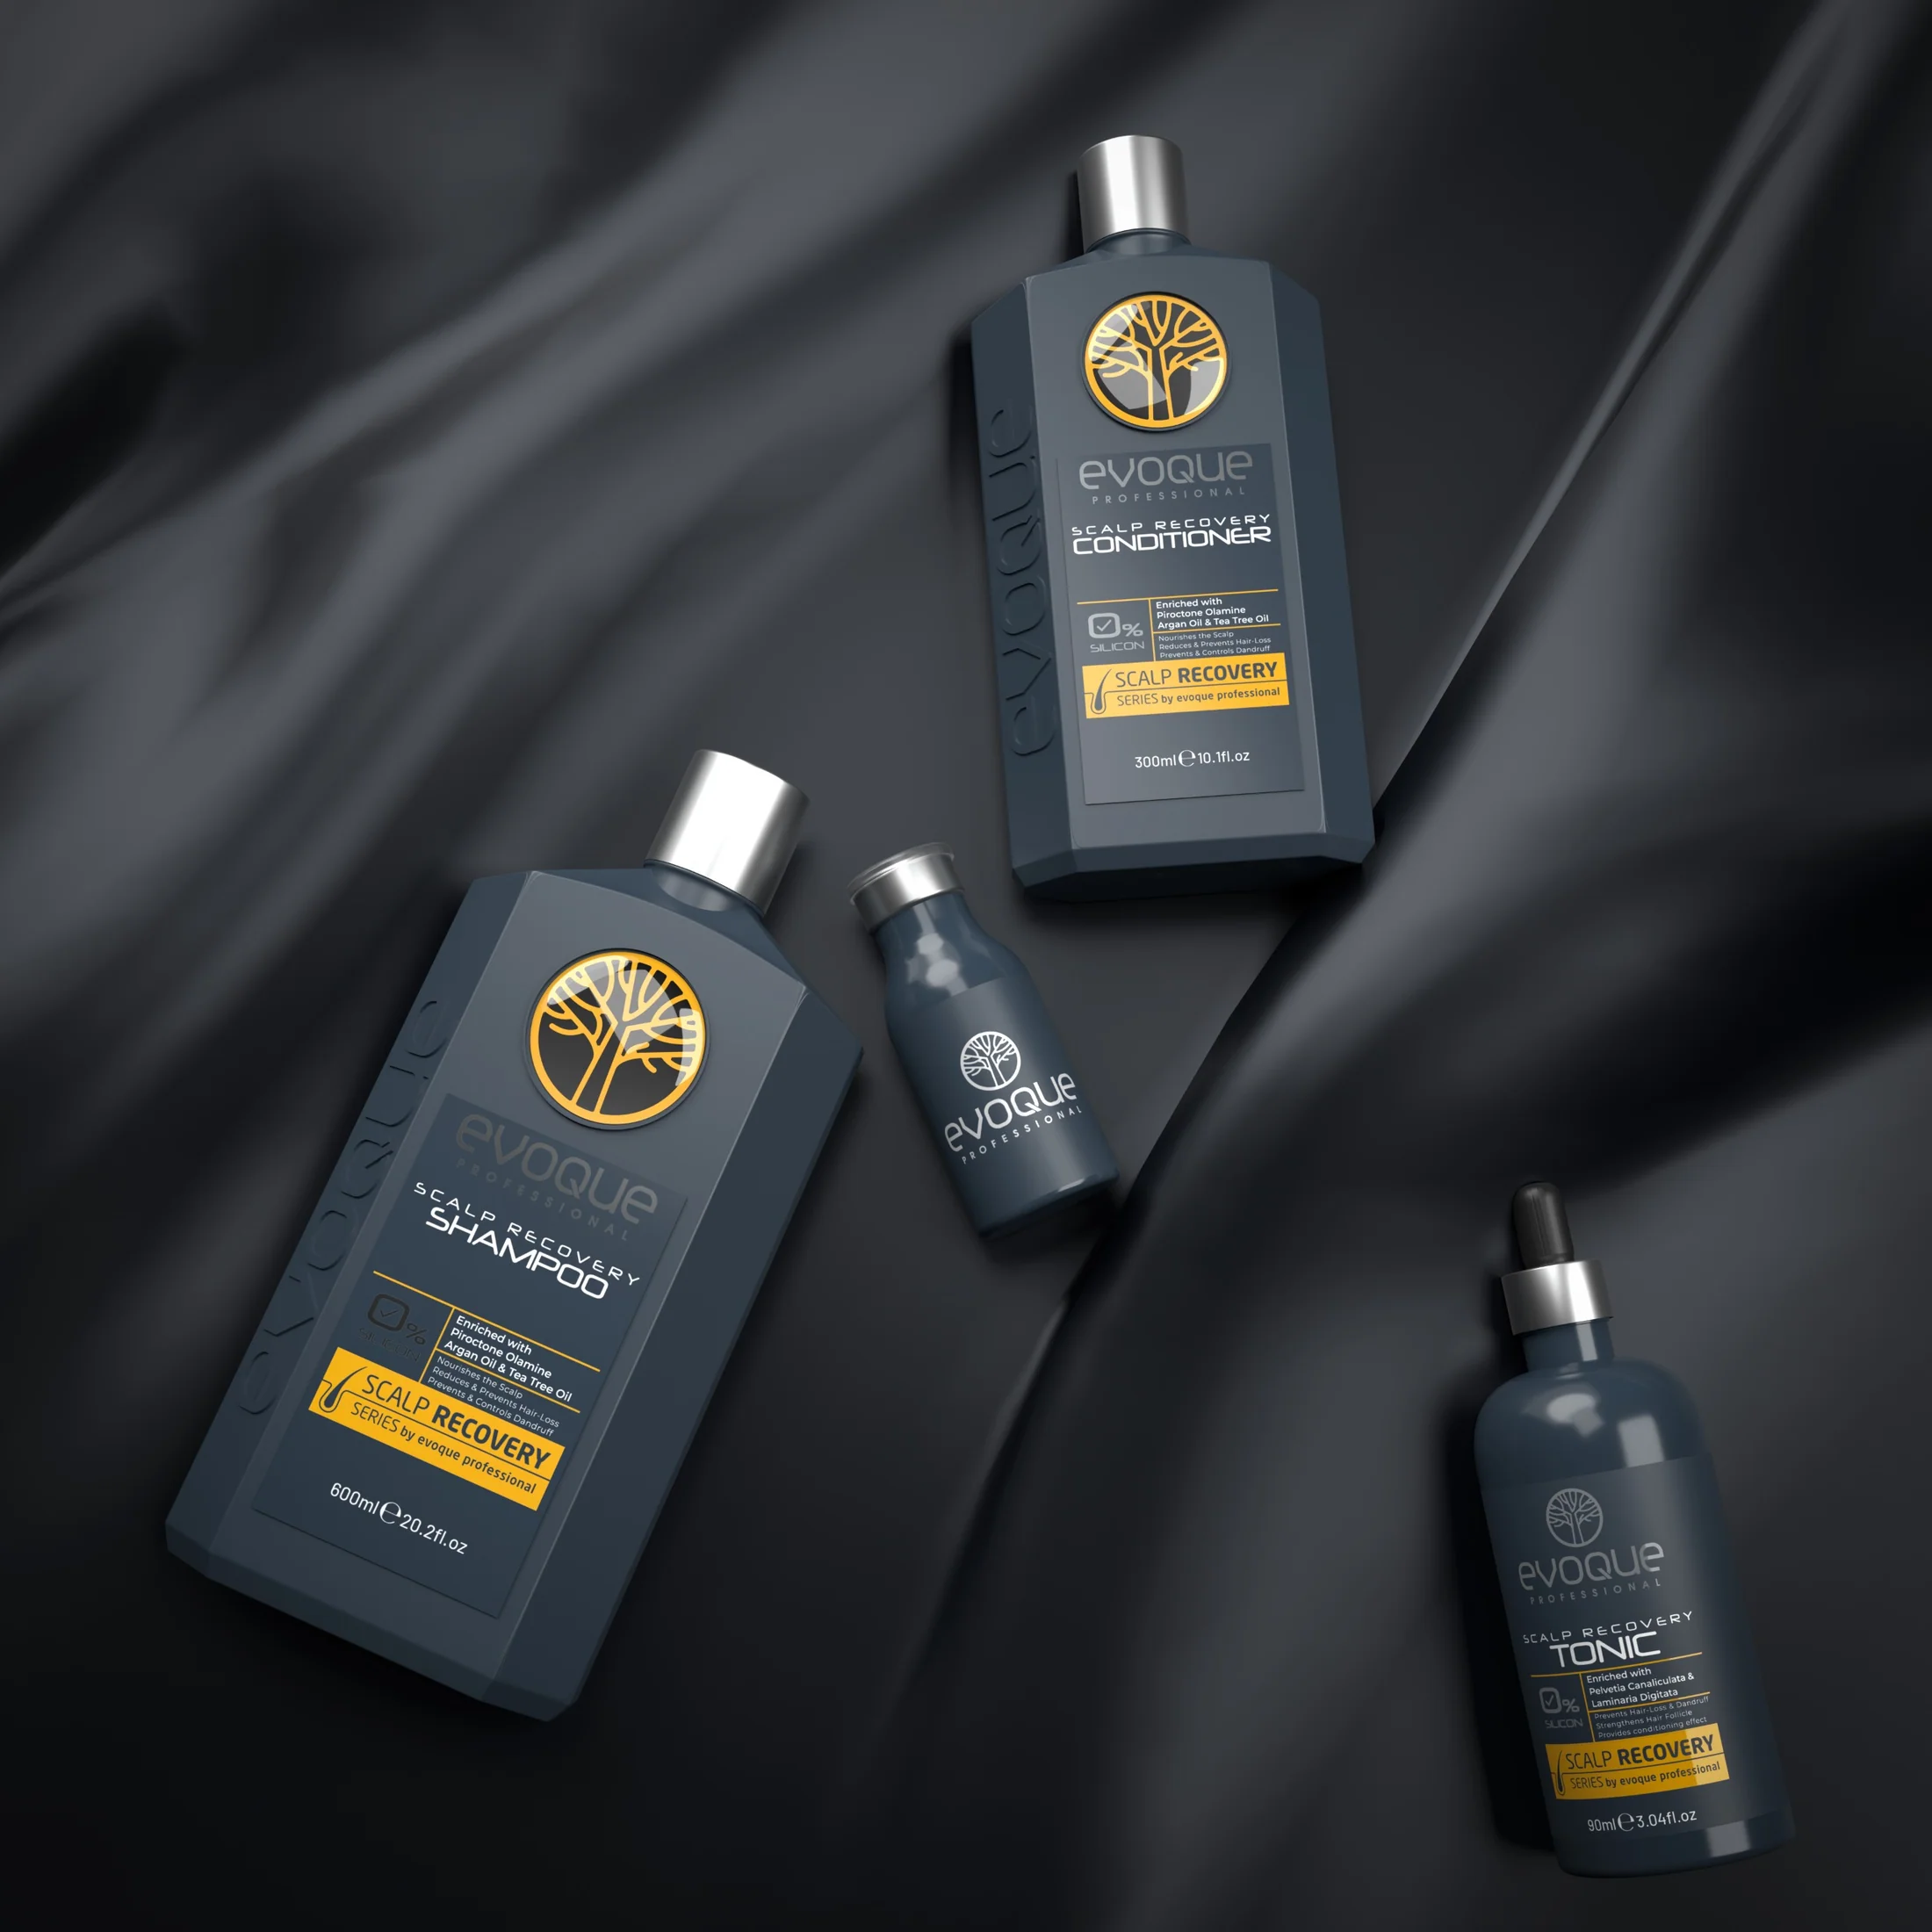 evoque
PROFESSIONAL
SCALP RECOVERY
CONDITIONER
0%
SILICON
Enriched with
Piroctone Olamine
Argan Oil & Tea Tree Oil
Nourishes the Scalp
Reduces & Prevents Hair-Loss
Prevents & Controls Dandruff
SCALP RECOVERY
SERIES by evoque professional
300ml℮10.1fl.oz
evoque
evoque
PROFESSIONAL
evoque
evoque
PROFESSIONAL
SCALP RECOVERY
SHAMPOO
0%
Enriched with
Piroctone Olamine
Argan Oil & Tea Tree Oil
Nourishes the Scalp
Reduces & Prevents Hair-Loss
Prevents & Controls Dandruff
SCALP RECOVERY
SERIES by evoque professional
600ml℮20.2fl.oz
evoque
PROFESSIONAL
SCALP RECOVERY
TONIC
0%
SILICON
Enriched with
Pelvetia Canaliculata &
Laminaria Digitata
Prevents Hair-Loss & Dandruff
Strengthens Hair Follicle
Provides conditioning effect
SCALP RECOVERY
SERIES by evoque professional
90ml℮3.04fl.oz